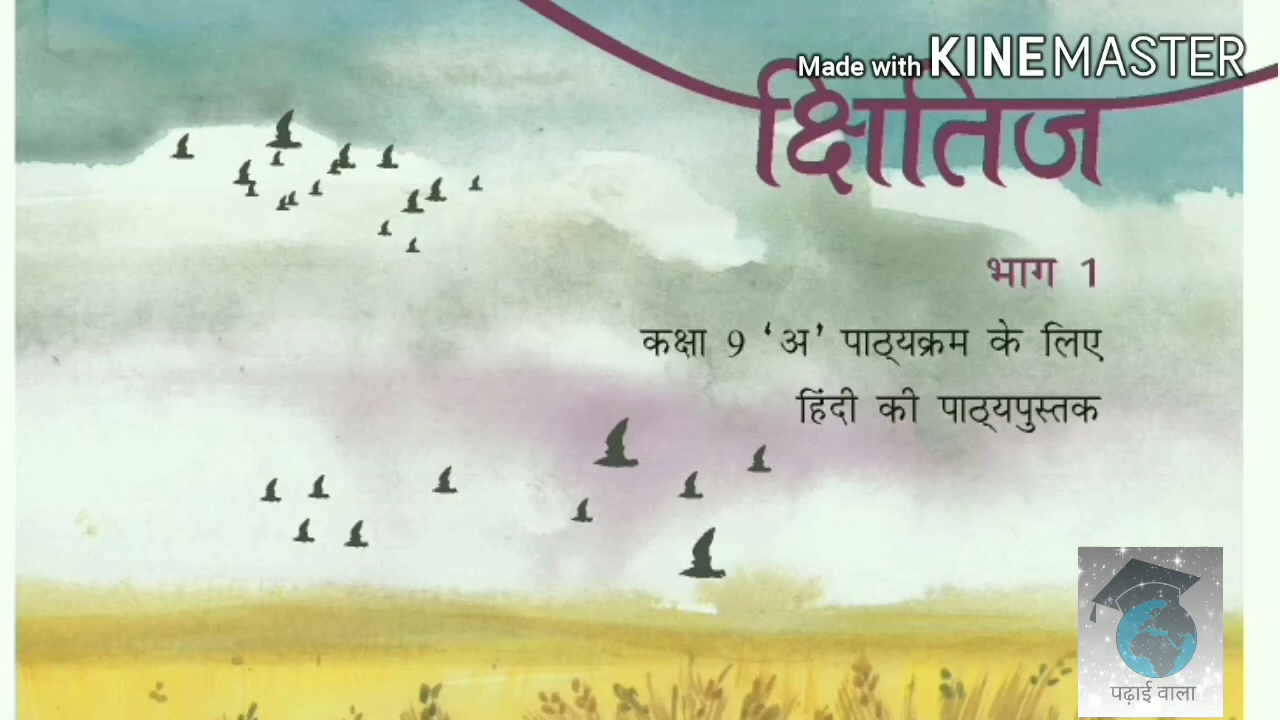 Made with KINEMASTER
क्षितिज
भाग 1
कक्षा 9 ‘अ’ पाठ्यक्रम के लिए
हिंदी की पाठ्यपुस्तक
पढ़ाई वाला